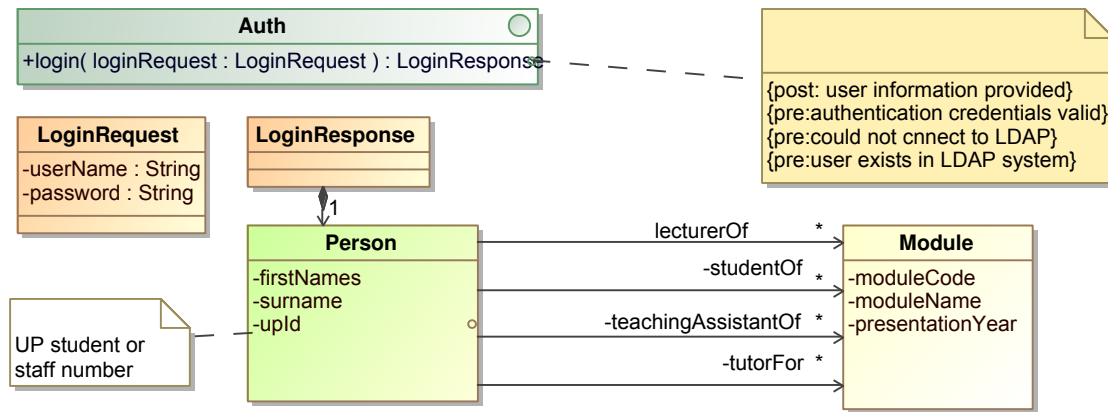 Auth
+login( loginRequest : LoginRequest ) : LoginResponse
{post: user information provided}
{pre:authentication credentials valid}
{pre:could not cnnect to LDAP}
{pre:user exists in LDAP system}
LoginRequest
-userName : String
-password : String
LoginResponse
1
Person
-firstNames
-surname
-upId
lecturerOf *
-studentOf *
-teachingAssistantOf *
-tutorFor *
Module
-moduleCode
-moduleName
-presentationYear
UP student or
staff number